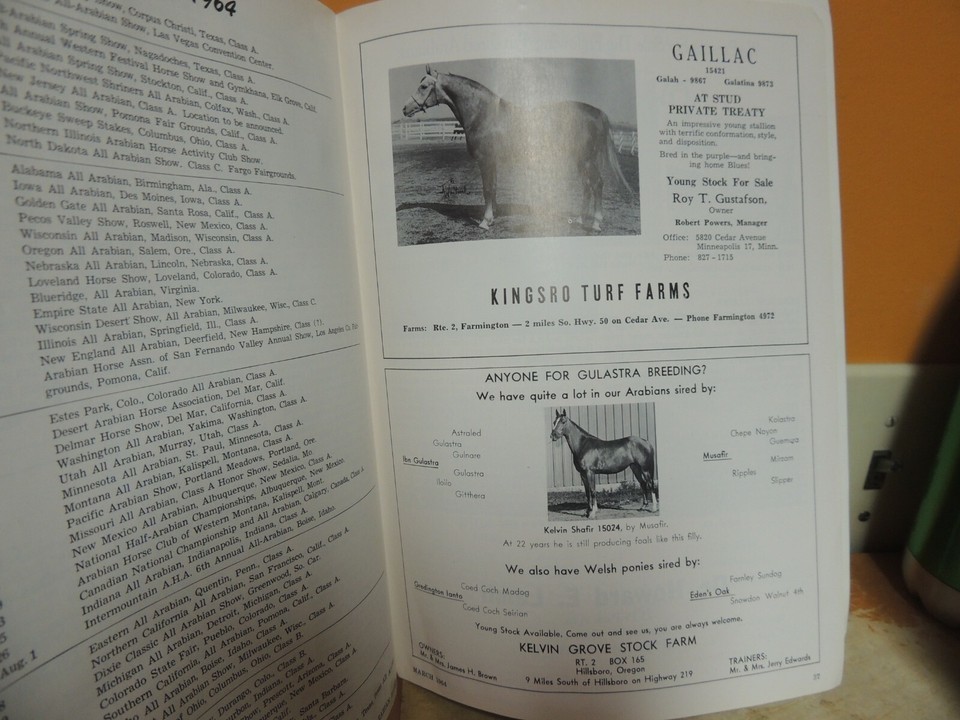 1964
Show, Corpus Christi, Texas, Class A.
All-Arabian Show, Las Vegas Convention Center.
Arabian Spring Show, Nagadoches, Texas, Class A.
Annual Western Festival Horse Show and Gymkhana, Elk Grove, Calif.
Arabian Spring Show, Stockton, Calif., Class A.
Pacific Northwest Shriners All Arabian, Colfax, Wash., Class A.
New Jersey All Arabian, Class A. Location to be announced.
All Arabian Show, Pomona Fair Grounds, Calif., Class A.
Buckeye Sweep Stakes, Columbus, Ohio, Class A.
Northern Illinois Arabian Horse Activity Club Show.
North Dakota All Arabian Show, Class C. Fargo Fairgrounds.
Alabama All Arabian, Birmingham, Ala., Class A.
Iowa All Arabian, Des Moines, Iowa, Class A.
Golden Gate All Arabian, Santa Rosa, Calif., Class A.
Pecos Valley Show, Roswell, New Mexico, Class A.
Wisconsin All Arabian, Madison, Wisconsin, Class A.
Oregon All Arabian, Salem, Ore., Class A.
Nebraska All Arabian, Lincoln, Nebraska, Class A.
Loveland Horse Show, Loveland, Colorado, Class A.
Blueridge, All Arabian, Virginia.
Empire State All Arabian, New York.
Wisconsin Desert Show, All Arabian, Milwaukee, Wisc., Class C.
Illinois All Arabian, Springfield, Ill., Class A.
New England All Arabian, Deerfield, New Hampshire, Class (?).
Arabian Horse Assn. of San Fernando Valley Annual Show, Los Angeles Co.
grounds, Pomona, Calif.
Estes Park, Colo., Colorado All Arabian, Class A.
Desert Arabian Horse Association, Del Mar, Calif.
Delmar Horse Show, Del Mar, California, Class A.
Washington All Arabian, Yakima, Washington, Class A.
Utah All Arabian, Murray, Utah, Class A.
Minnesota All Arabian, St. Paul, Minnesota, Class A.
Montana All Arabian, Kalispell, Montana, Class A.
Pacific Arabian Show, Portland Meadows, Portland, Ore.
Missouri All Arabian, Class A Honor Show, Sedalia, Mo
New Mexico All Arabian, Albuquerque, New Mexico, Class A.
National Half-Arabian Championships, Albuquerque, New Mexico.
Arabian Horse Club of Western Montana, Kalispell, Mont.
Canadian National Championship and All Arabian, Calgary, Canada, Class A
Indiana All Arabian, Indianapolis, Indiana, Class A.
Intermountain A.H.A. 6th Annual All-Arabian, Boise, Idaho.
Aug. 1
Eastern All Arabian, Quentin, Penn., Class A.
Northern California All Arabian, San Francisco, Calif., Class A.
Dixie Classic All Arabian Show, Greenwood, So. Car.
Michigan All Arabian, Detroit, Michigan, Class A.
Colorado State Fair, Pueblo, Colorado, Class A.
Southern California, All Arabian, Pomona, Calif., Class A.
GAILLAC
15421
Galah - 9867 Galatina 9873
AT STUD
PRIVATE TREATY
An impressive young stallion
with terrific conformation, style,
and disposition.
Bred in the purple—and bring-
ing home Blues!
Young Stock For Sale
Roy T. Gustafson,
Owner
Robert Powers, Manager
Office: 5820 Cedar Avenue
Minneapolis 17, Minn.
Phone: 827-1715
KINGSRO TURF FARMS
Farms: Rte. 2, Farmington — 2 miles So. Hwy. 50 on Cedar Ave. — Phone Farmington 4972
ANYONE FOR GULASTRA BREEDING?
We have quite a lot in our Arabians sired by:
Astraled
Gulastra
Gulnare
Ibn Gulastra
Gulastra
Iloilo
Gitthera
Kolastra
Chepe Noyon
Guemura
Musafir
Mirzam
Ripples
Slipper
Kelvin Shafir 15024, by Musafir.
At 22 years he is still producing foals like this filly.
We also have Welsh ponies sired by:
Coed Coch Madog
Gredington Ianto
Coed Coch Seirian
Farnley Sundog
Eden's Oak
Snowdon Walnut 4th
Young Stock Available. Come out and see us, you are always welcome.
KELVIN GROVE STOCK FARM
OWNERS:
Mr. & Mrs. James H. Brown
RT. 2 BOX 165
Hillsboro, Oregon
9 Miles South of Hillsboro on Highway 219
TRAINERS:
Mr. & Mrs. Jerry Edwards
MARCH 1964